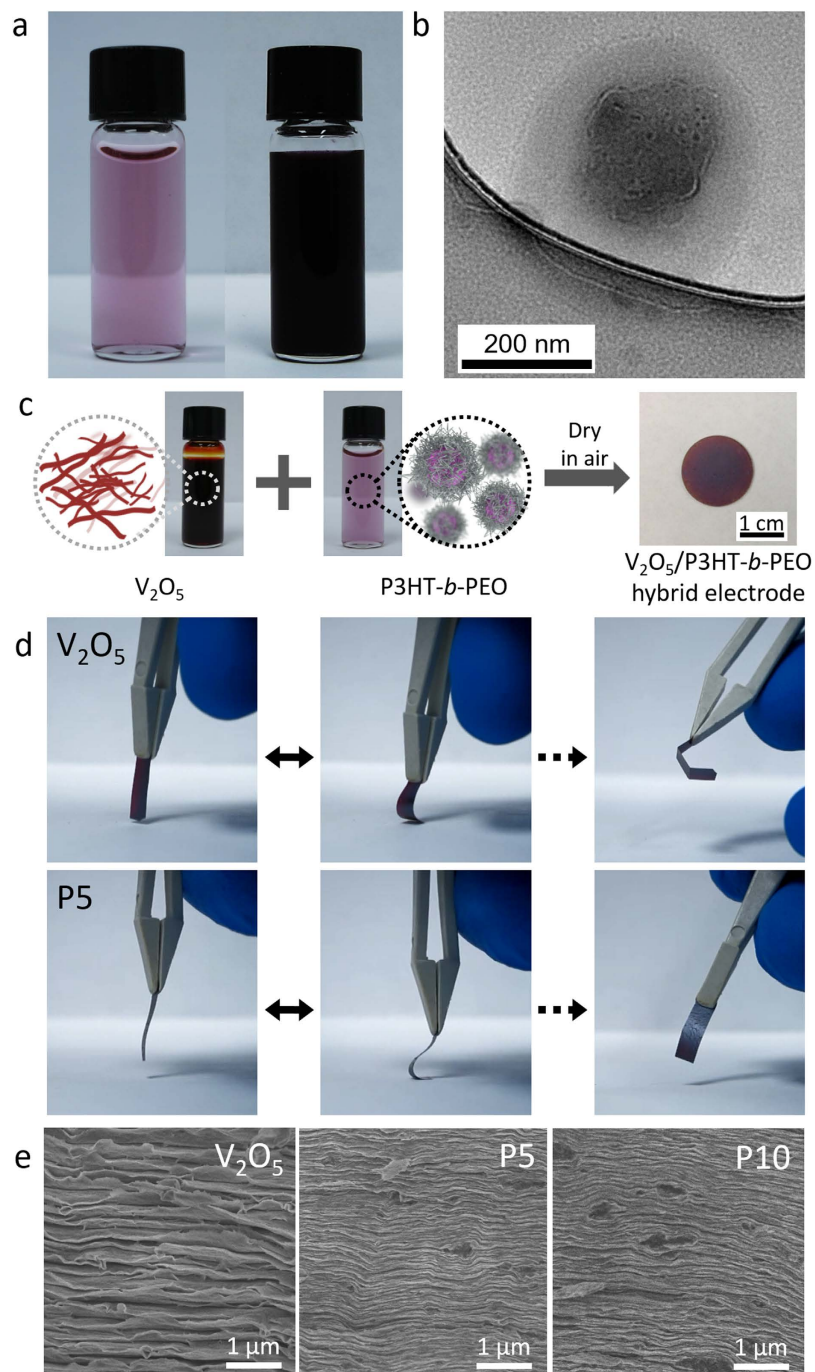 a
b
200 nm
c
Dry
in air
1 cm
V₂O₅
P3HT-b-PEO
V₂O₅/P3HT-b-PEO
hybrid electrode
d
V₂O₅
P5
e
V₂O₅
P5
P10
1 µm
1 µm
1 µm